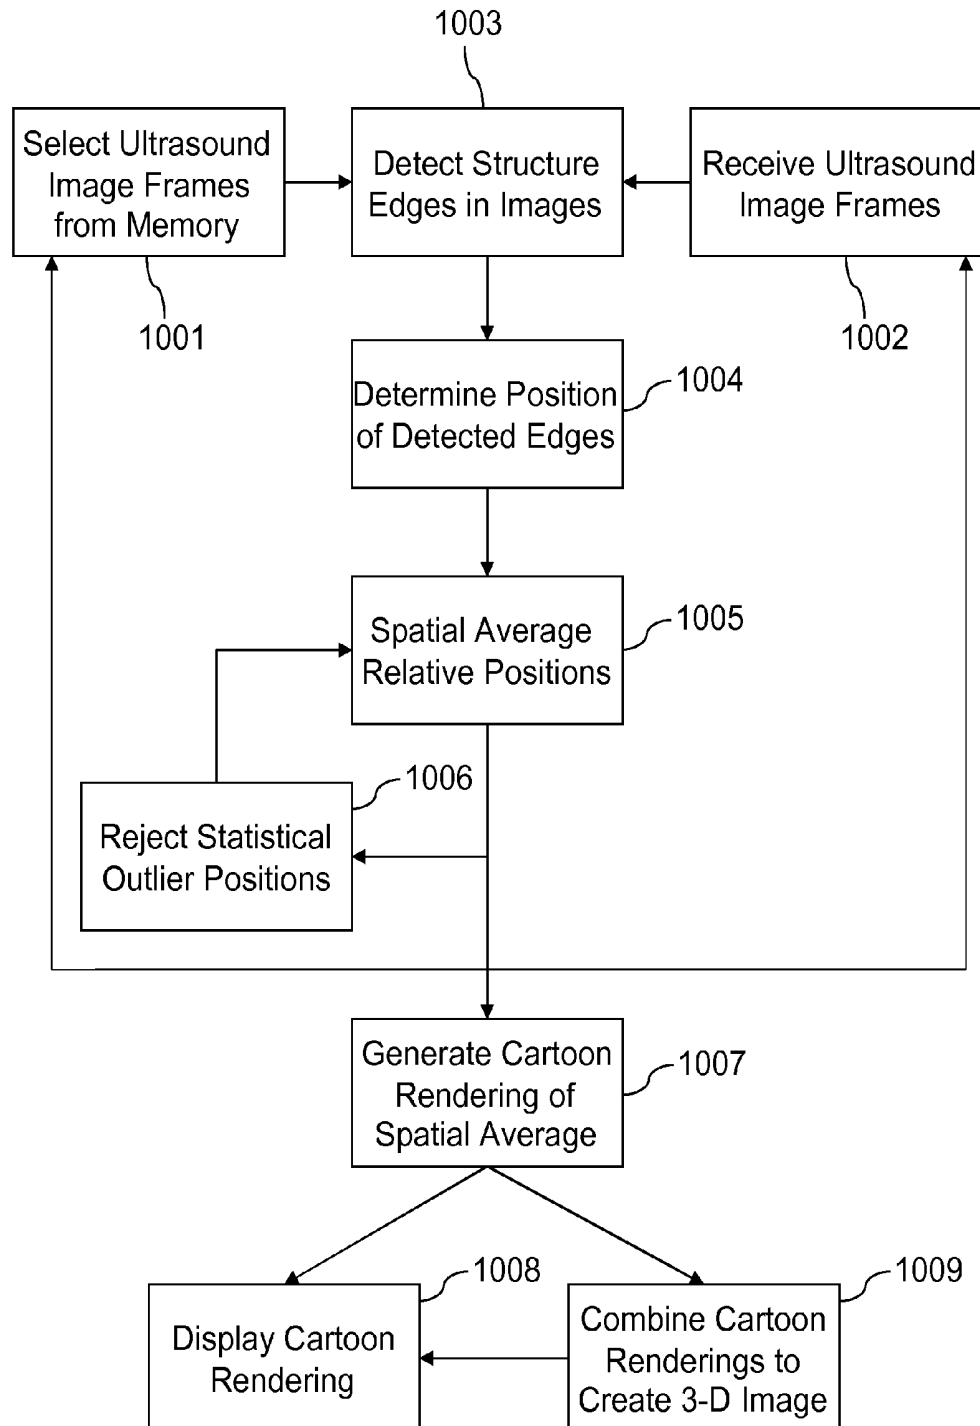 1003
Select Ultrasound
Image Frames
from Memory
Detect Structure
Edges in Images
Receive Ultrasound
Image Frames
1001
1002
Determine Position
of Detected Edges
1004
Spatial Average
Relative Positions
1005
1006
Reject Statistical
Outlier Positions
Generate Cartoon
Rendering of
Spatial Average
1007
1008
1009
Display Cartoon
Rendering
Combine Cartoon
Renderings to
Create 3-D Image